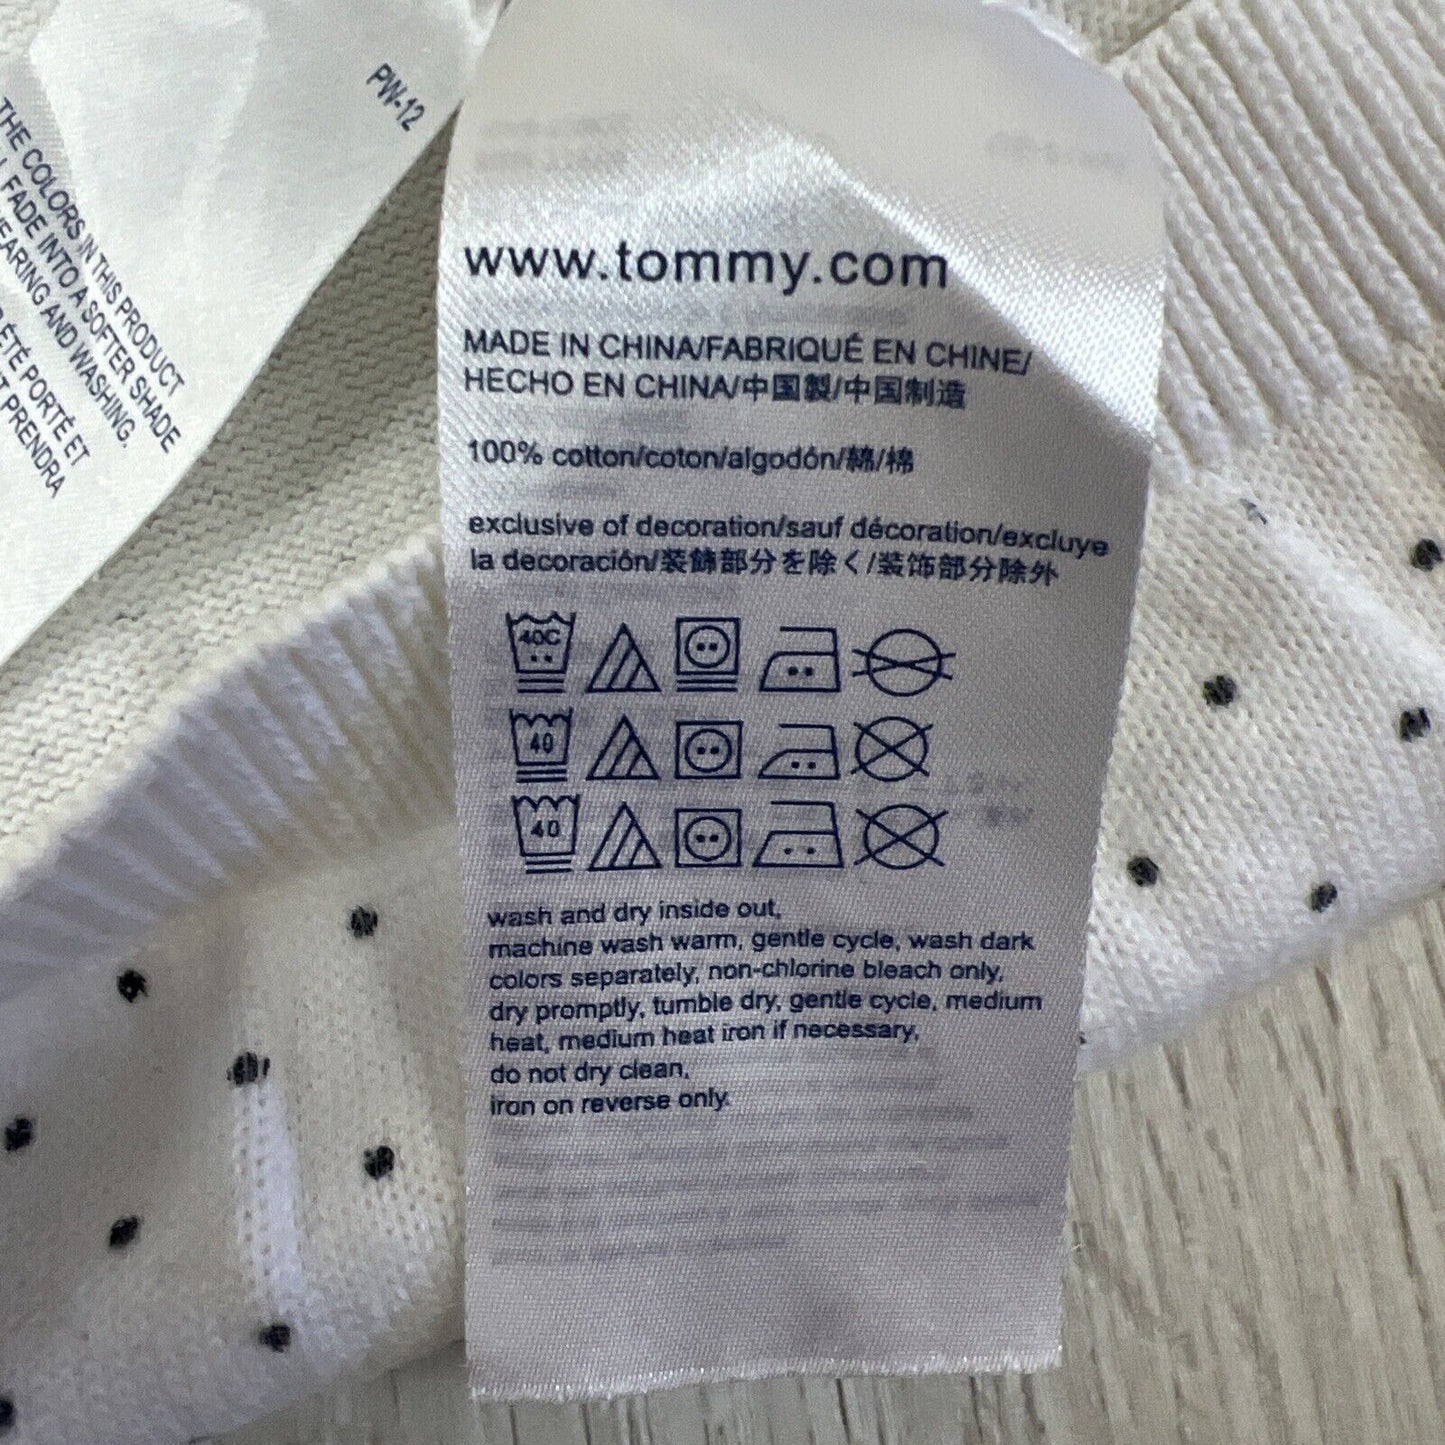 PW-12
THE COLORS IN THIS PRODUCT
FADE INTO A SOFTER SHADE
WEARING AND WASHING.
ÉTÉ PORTÉ ET
PRENDRA
www.tommy.com
MADE IN CHINA/FABRIQUÉ EN CHINE/
HECHO EN CHINA/中国製/中国制造
100% cotton/coton/algodón/綿/棉
exclusive of decoration/sauf décoration/excluye
la decoración/装飾部分を除く/装饰部分除外
40C
40
40
wash and dry inside out,
machine wash warm, gentle cycle, wash dark
colors separately, non-chlorine bleach only,
dry promptly, tumble dry, gentle cycle, medium
heat, medium heat iron if necessary,
do not dry clean,
iron on reverse only.